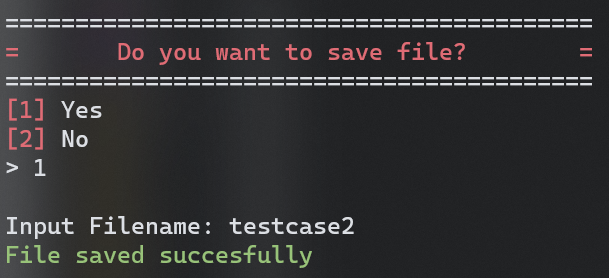 ==========================================
=       Do you want to save file?        =
==========================================
[1] Yes
[2] No
> 1
Input Filename: testcase2
File saved succesfully